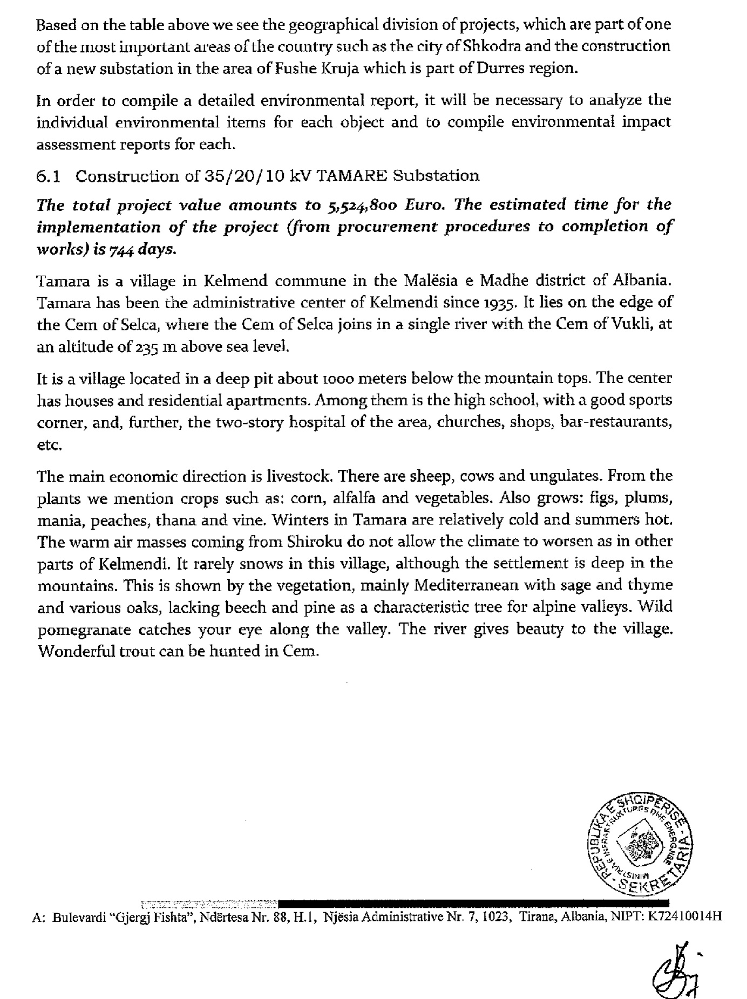 Based on the table above we see the geographical division of projects, which are part of one
of the most important areas of the country such as the city of Shkodra and the construction
of a new substation in the area of Fushe Kruja which is part of Durres region.
In order to compile a detailed environmental report, it will be necessary to analyze the
individual environmental items for each object and to compile environmental impact
assessment reports for each.
6.1 Construction of 35/20/10 kV TAMARE Substation
The total project value amounts to 5,524,800 Euro. The estimated time for the
implementation of the project (from procurement procedures to completion of
works) is 744 days.
Tamara is a village in Kelmend commune in the Malësia e Madhe district of Albania.
Tamara has been the administrative center of Kelmendi since 1935. It lies on the edge of
the Cem of Selca, where the Cem of Selca joins in a single river with the Cem of Vukli, at
an altitude of 235 m above sea level.
It is a village located in a deep pit about 1000 meters below the mountain tops. The center
has houses and residential apartments. Among them is the high school, with a good sports
corner, and, further, the two-story hospital of the area, churches, shops, bar-restaurants,
etc.
The main economic direction is livestock. There are sheep, cows and ungulates. From the
plants we mention crops such as: corn, alfalfa and vegetables. Also grows: figs, plums,
mania, peaches, thana and vine. Winters in Tamara are relatively cold and summers hot.
The warm air masses coming from Shiroku do not allow the climate to worsen as in other
parts of Kelmendi. It rarely snows in this village, although the settlement is deep in the
mountains. This is shown by the vegetation, mainly Mediterranean with sage and thyme
and various oaks, lacking beech and pine as a characteristic tree for alpine valleys. Wild
pomegranate catches your eye along the valley. The river gives beauty to the village.
Wonderful trout can be hunted in Cem.
REPUBLIKA E SHQIPËRISË - SEKRETARIA -
MINISTRIA E INFRASTRUKTURËS DHE ENERGJISË
A: Bulevardi “Gjergj Fishta”, Ndërtesa Nr. 88, H.1, Njësia Administrative Nr. 7, 1023, Tirana, Albania, NIPT: K72410014H